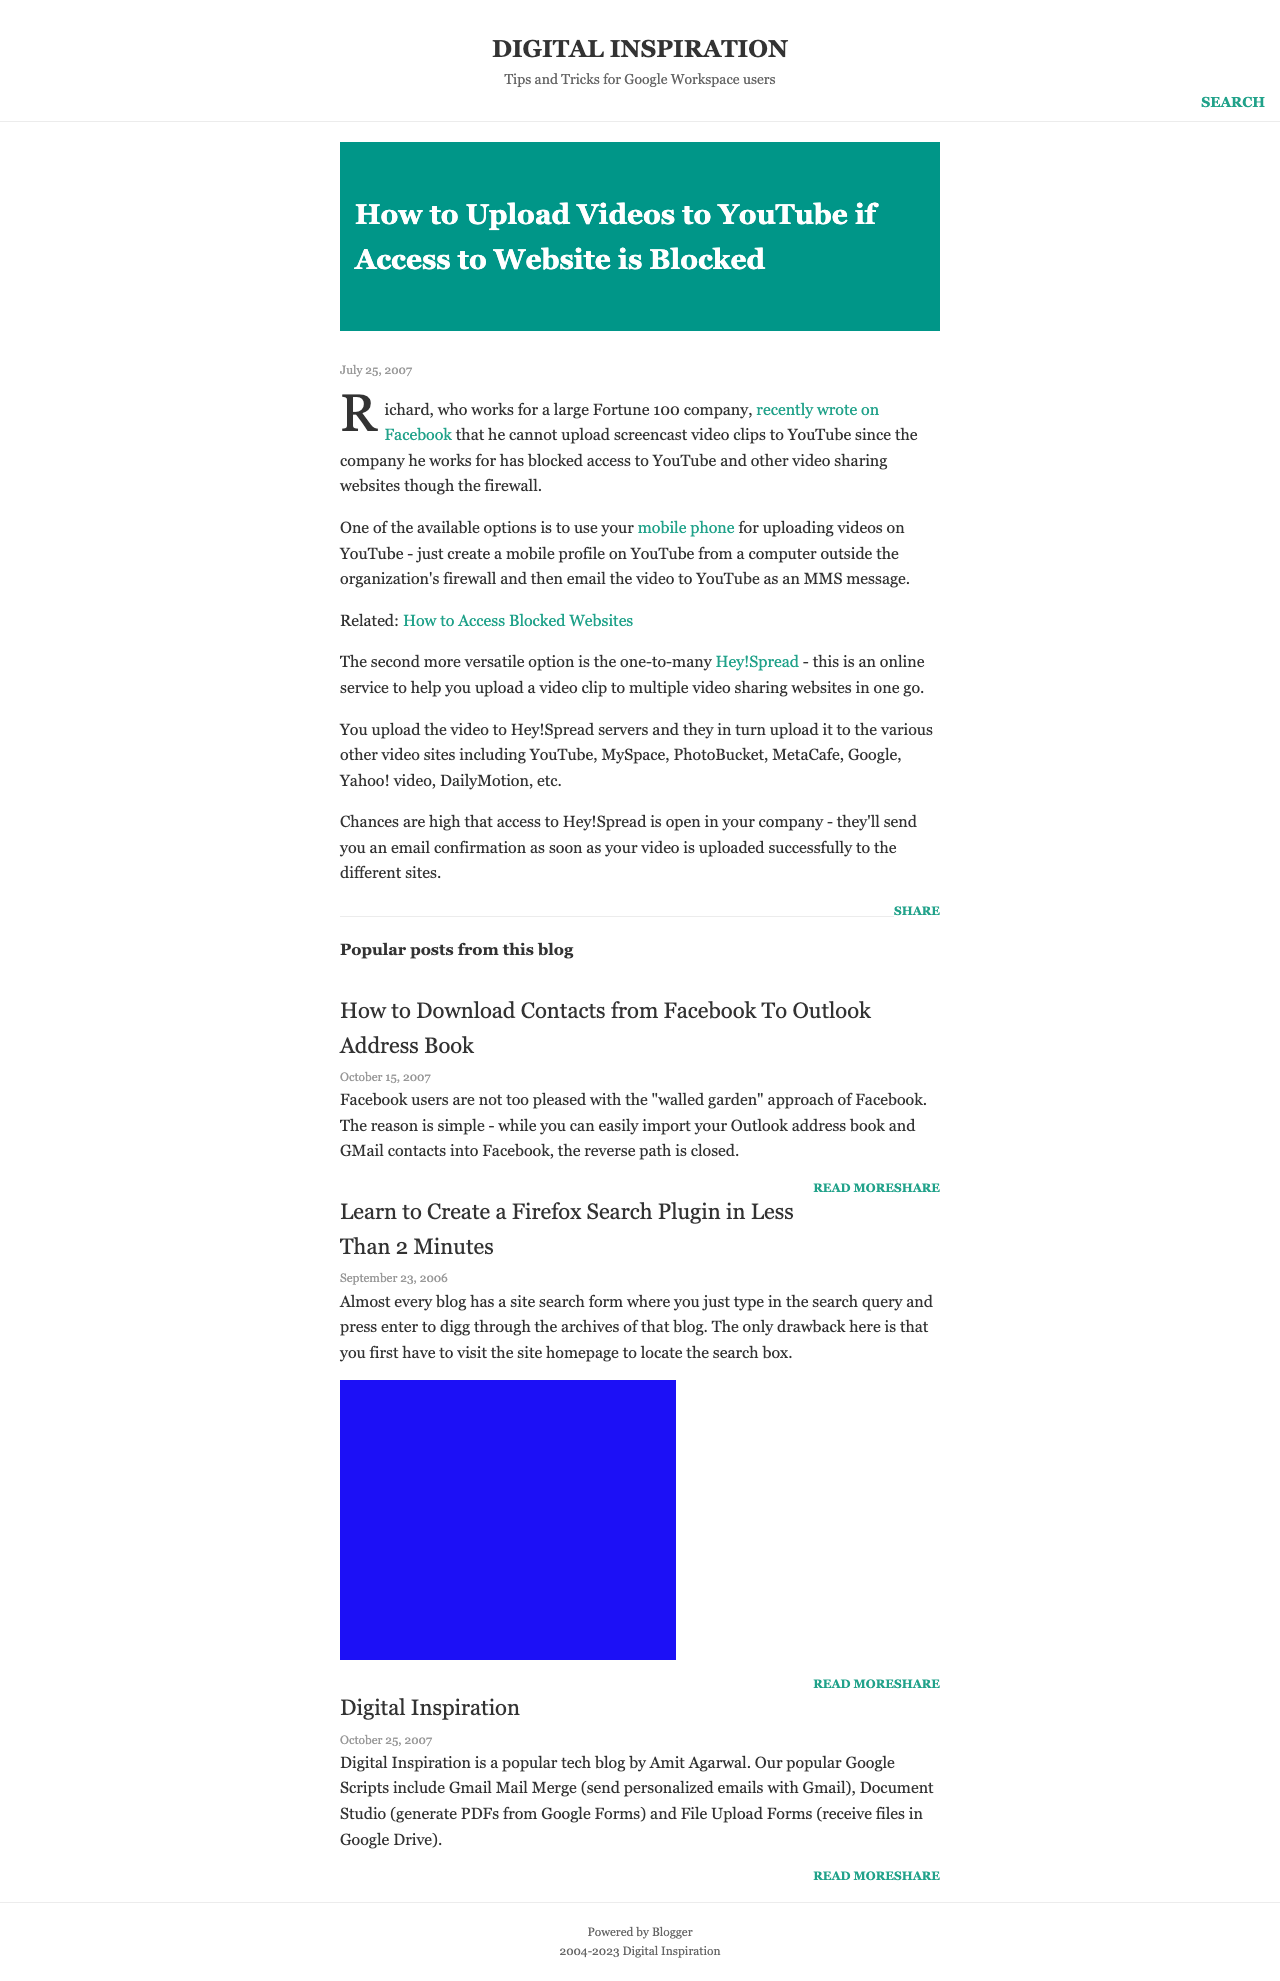 DIGITAL INSPIRATION
Tips and Tricks for Google Workspace users
SEARCH
How to Upload Videos to YouTube if
Access to Website is Blocked
July 25, 2007
Richard, who works for a large Fortune 100 company, recently wrote on
Facebook that he cannot upload screencast video clips to YouTube since the
company he works for has blocked access to YouTube and other video sharing
websites though the firewall.
One of the available options is to use your mobile phone for uploading videos on
YouTube - just create a mobile profile on YouTube from a computer outside the
organization's firewall and then email the video to YouTube as an MMS message.
Related: How to Access Blocked Websites
The second more versatile option is the one-to-many Hey!Spread - this is an online
service to help you upload a video clip to multiple video sharing websites in one go.
You upload the video to Hey!Spread servers and they in turn upload it to the various
other video sites including YouTube, MySpace, PhotoBucket, MetaCafe, Google,
Yahoo! video, DailyMotion, etc.
Chances are high that access to Hey!Spread is open in your company - they'll send
you an email confirmation as soon as your video is uploaded successfully to the
different sites.
SHARE
Popular posts from this blog
How to Download Contacts from Facebook To Outlook
Address Book
October 15, 2007
Facebook users are not too pleased with the "walled garden" approach of Facebook.
The reason is simple - while you can easily import your Outlook address book and
GMail contacts into Facebook, the reverse path is closed.
READ MORESHARE
Learn to Create a Firefox Search Plugin in Less
Than 2 Minutes
September 23, 2006
Almost every blog has a site search form where you just type in the search query and
press enter to digg through the archives of that blog. The only drawback here is that
you first have to visit the site homepage to locate the search box.
READ MORESHARE
Digital Inspiration
October 25, 2007
Digital Inspiration is a popular tech blog by Amit Agarwal. Our popular Google
Scripts include Gmail Mail Merge (send personalized emails with Gmail), Document
Studio (generate PDFs from Google Forms) and File Upload Forms (receive files in
Google Drive).
READ MORESHARE
Powered by Blogger
2004-2023 Digital Inspiration